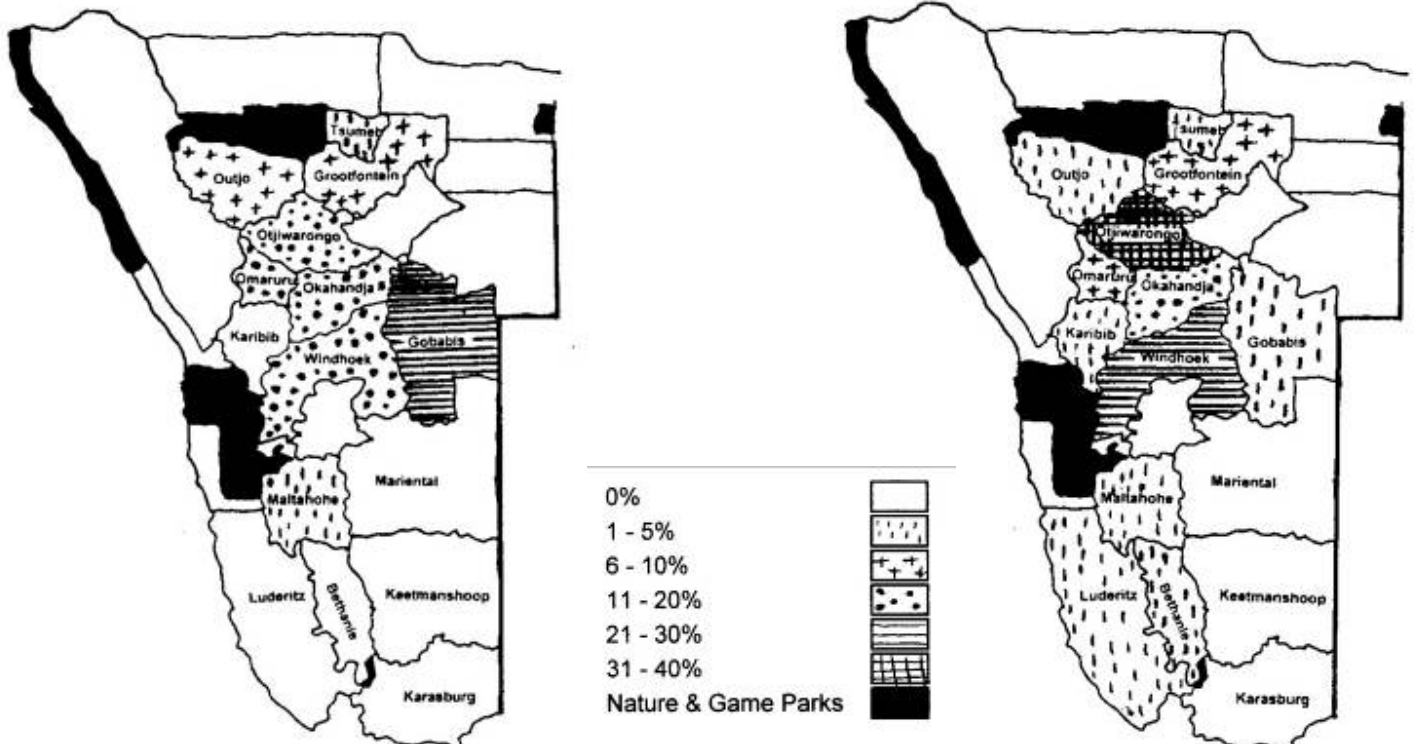 Tsumeb
Outjo
Grootfontein
Otjiwarongo
Omaruru
Okahandja
Karibib
Windhoek
Gobabis
Mariental
Maltahohe
Luderitz
Bethanie
Keetmanshoop
Karasburg
0%
1 - 5%
6 - 10%
11 - 20%
21 - 30%
31 - 40%
Nature & Game Parks
sumeb
Outjo
Grootfontein
Otjiwarongo
Omaruru
Okahandja
Karibib
Windhoek
Gobabis
Mariental
Maltahohe
Luderitz
Bethanie
Keetmanshoop
Karasburg